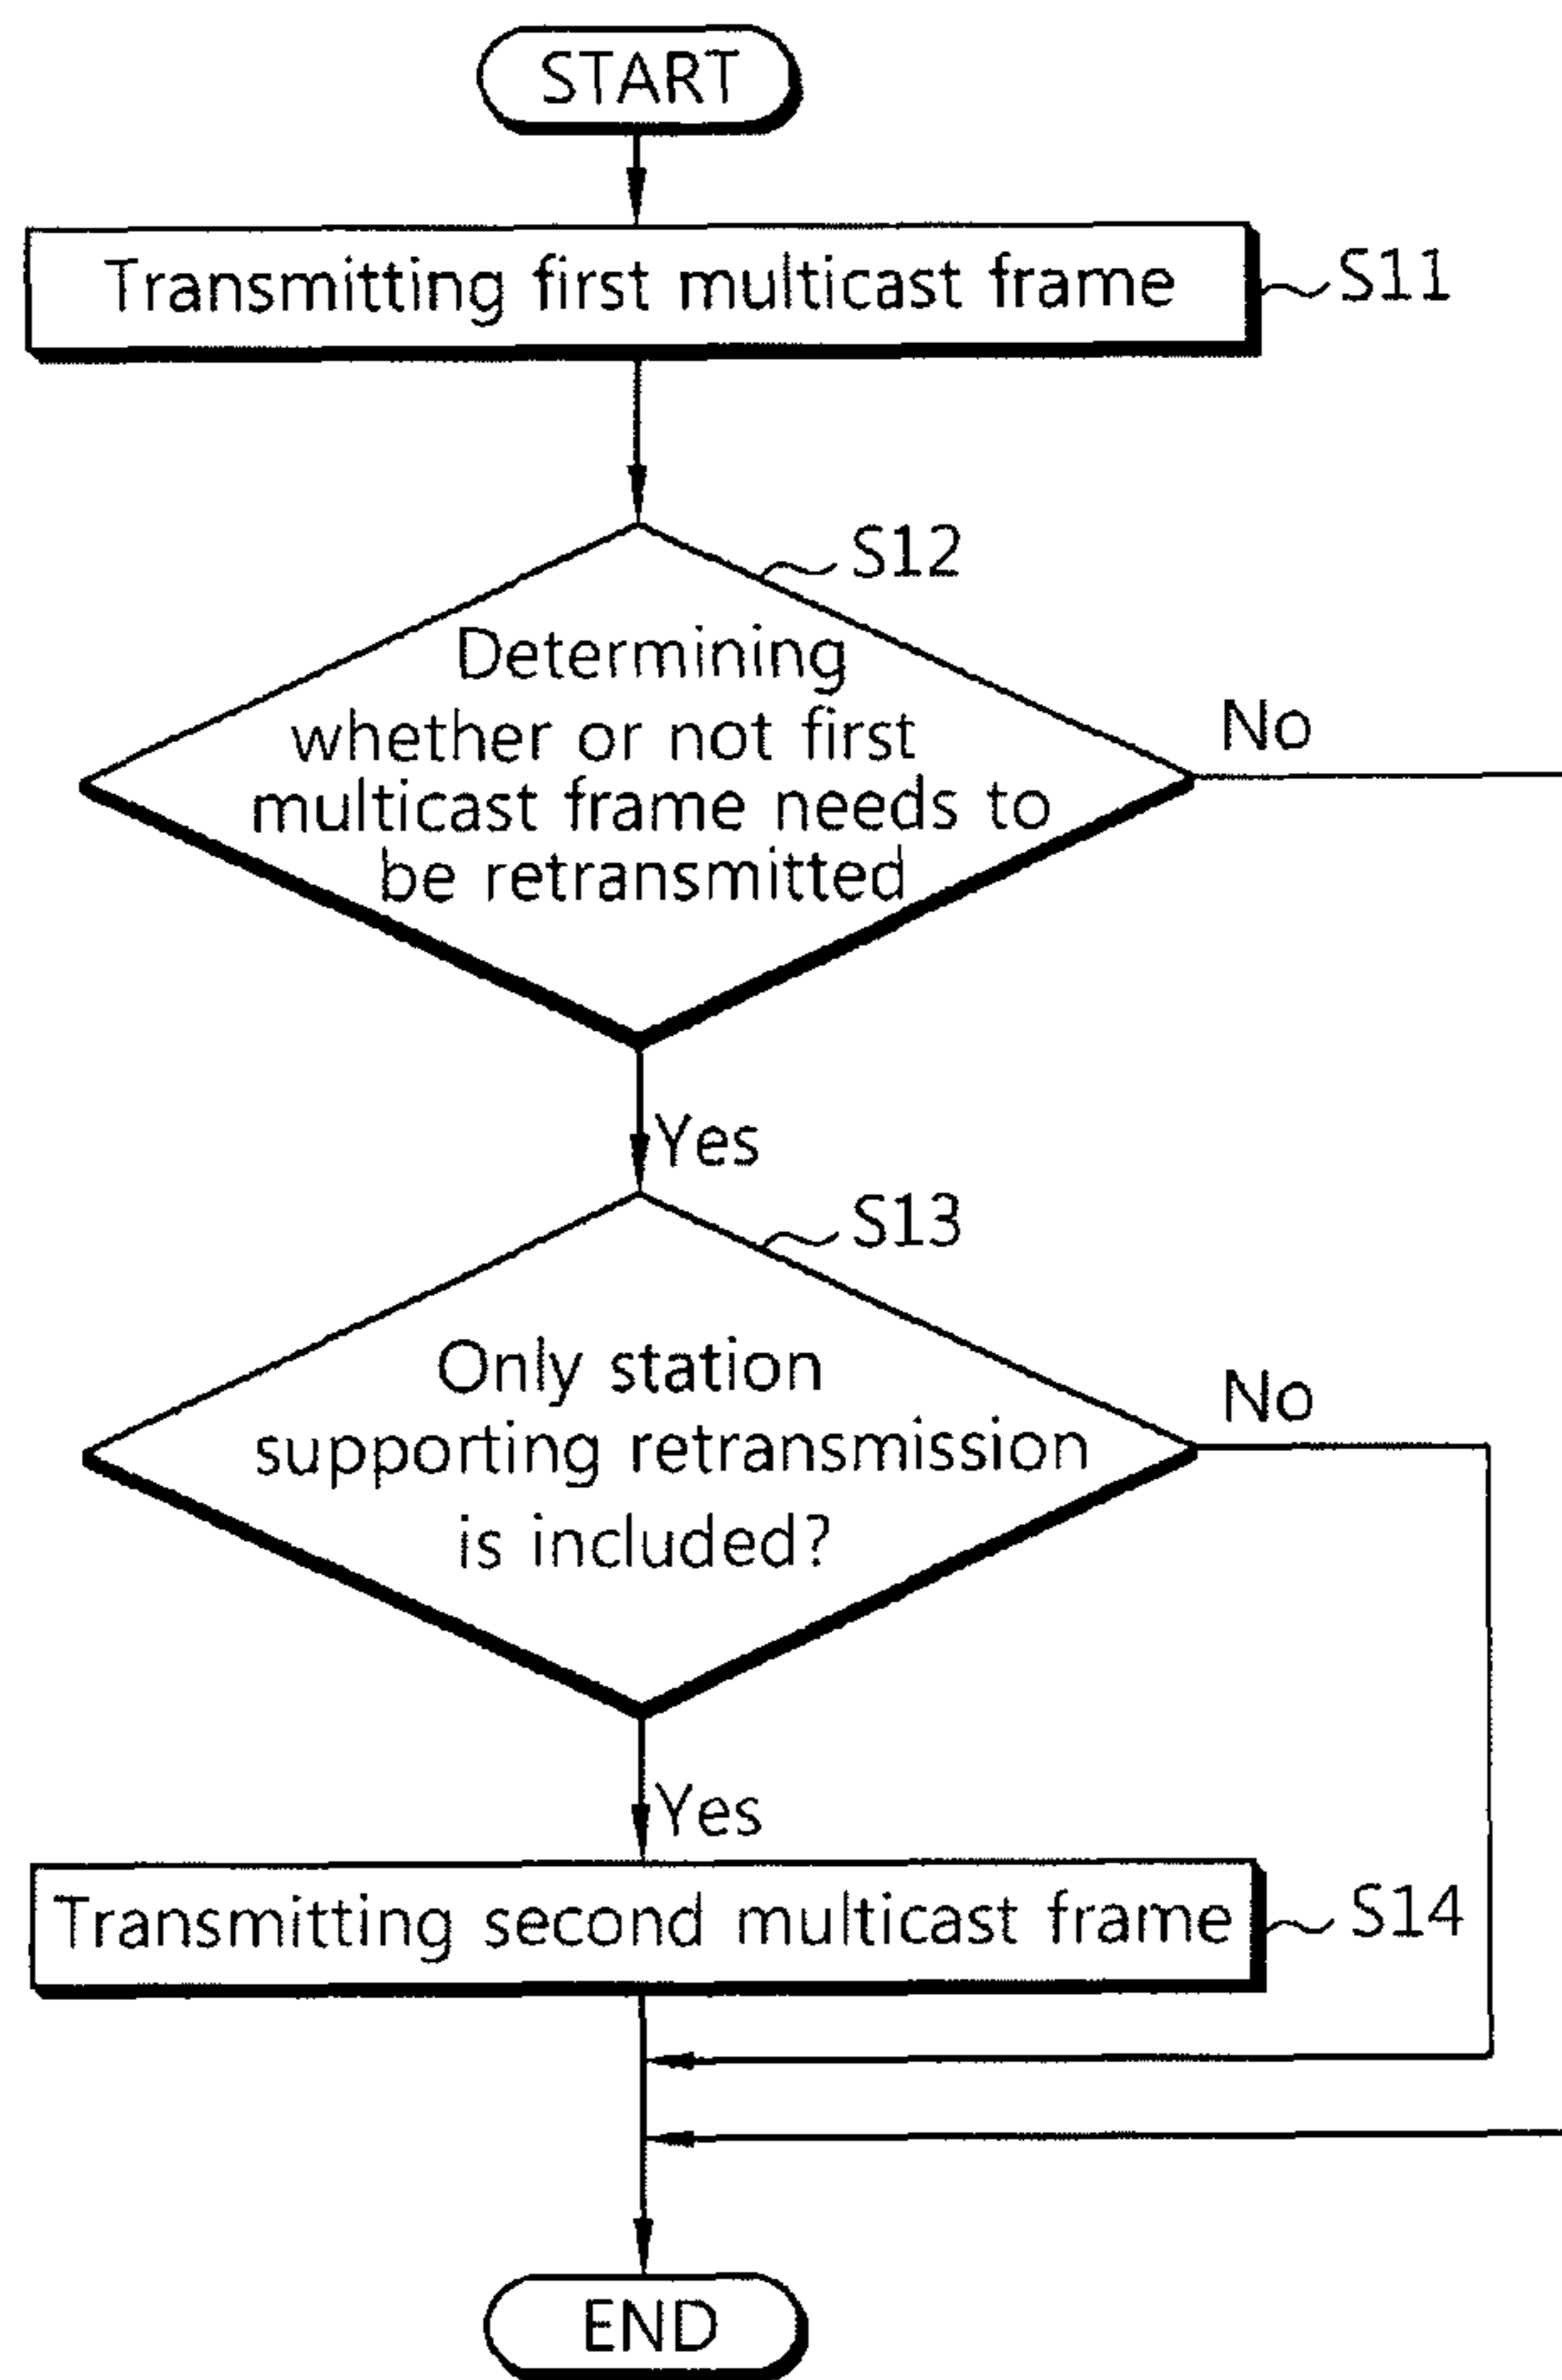 START
Transmitting first multicast frame
S11
S12
Determining
whether or not first
multicast frame needs to
be retransmitted
No
Yes
S13
Only station
supporting retransmission
is included?
No
Yes
Transmitting second multicast frame
S14
END